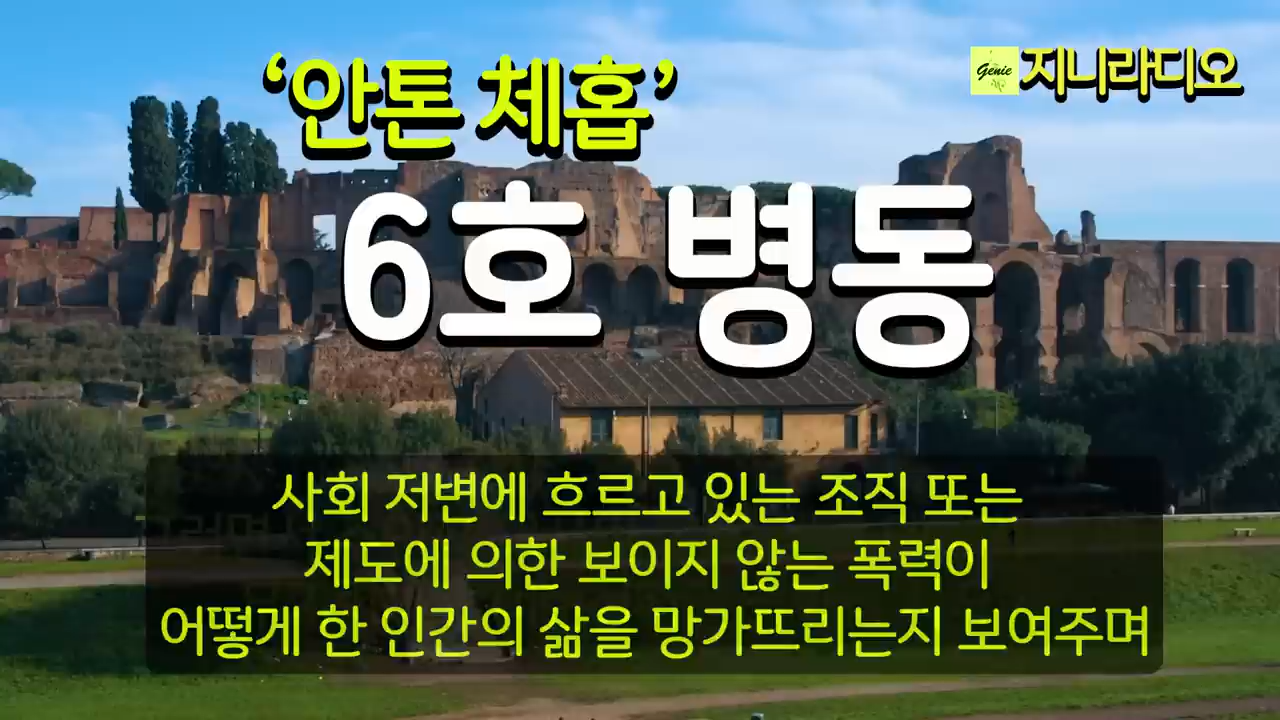 ‘안톤 체홉’
Genie 지니라디오
6호 병동
사회 저변에 흐르고 있는 조직 또는
제도에 의한 보이지 않는 폭력이
어떻게 한 인간의 삶을 망가뜨리는지 보여주며